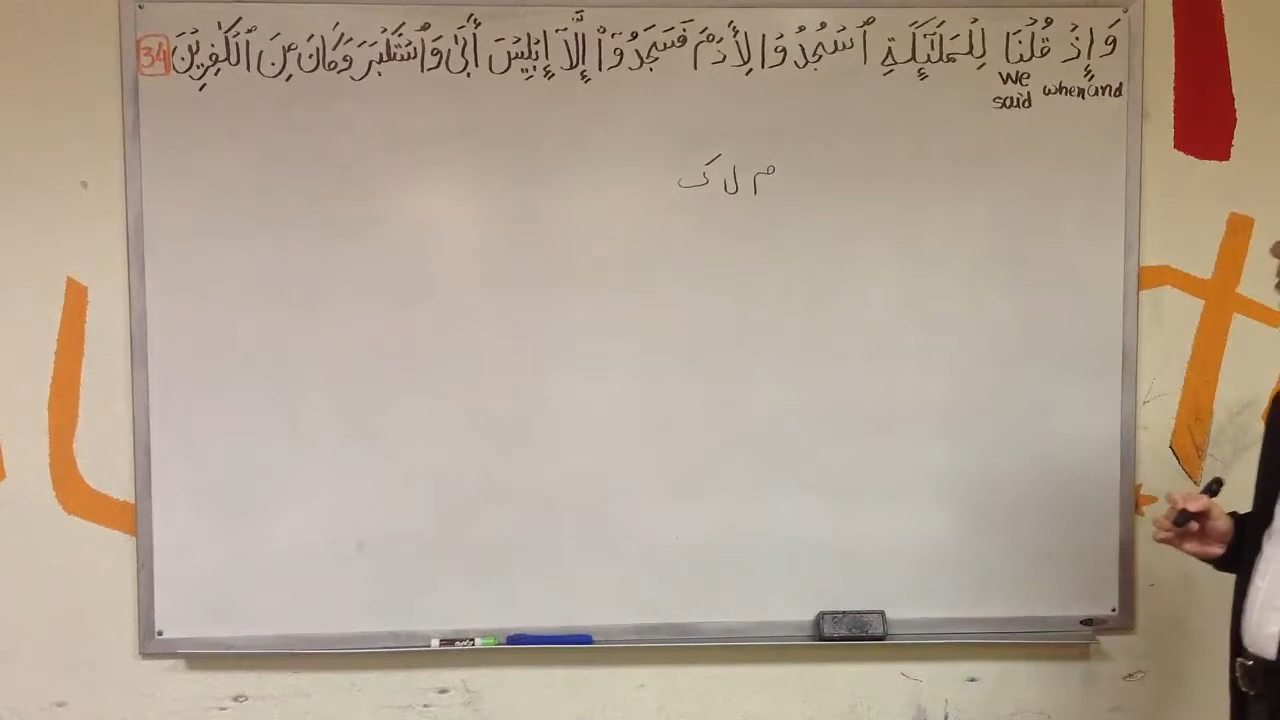 وَإِذْ قُلْنَا لِلْمَلَٰٓئِكَةِ ٱسْجُدُوا۟ لِأَدَمَ فَسَجَدُوٓا۟ إِلَّآ إِبْلِيسَ أَبَىٰ وَٱسْتَكْبَرَ وَكَانَ مِنَ ٱلْكَٰفِرِينَ 34
and when we said
م ل ک